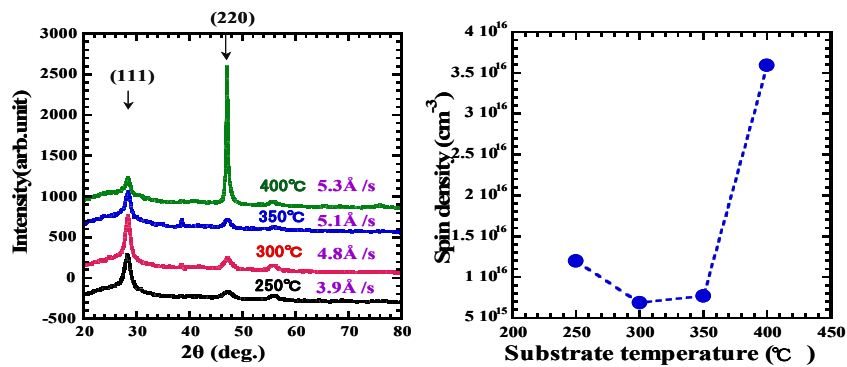 (220)
3000
2500
2000
1500
1000
500
0
-500
Intensity(arb.unit)
(111)
400℃ 5.3Å /s
350℃ 5.1Å /s
300℃ 4.8Å /s
250℃ 3.9Å /s
20 30 40 50 60 70 80
2θ (deg.)
4 10^16
3.5 10^16
3 10^16
2.5 10^16
2 10^16
1.5 10^16
1 10^16
5 10^15
Spin density (cm^-3)
200 250 300 350 400 450
Substrate temperature (℃ )